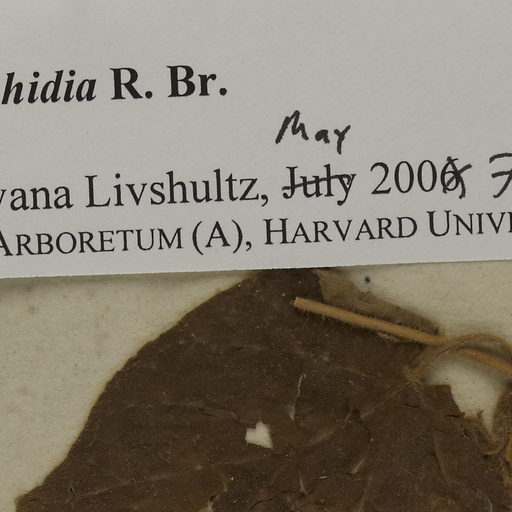 hidia R. Br.
May
vana Livshultz, July 2006 7
ARBORETUM (A), HARVARD UNIV